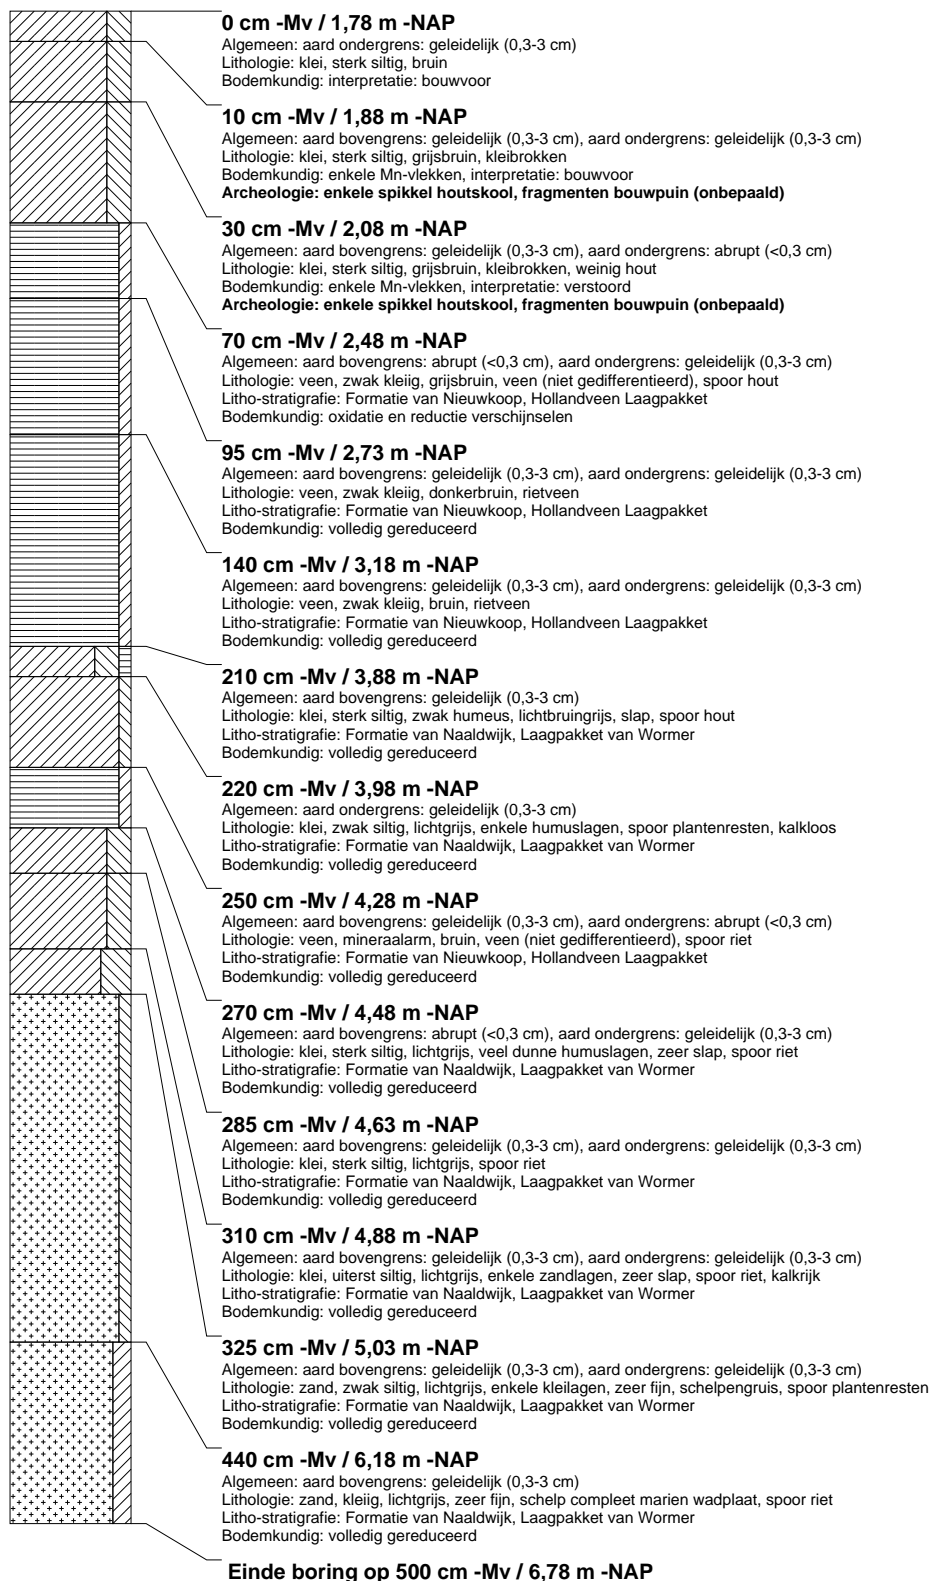 0 cm -Mv / 1,78 m -NAP
Algemeen: aard ondergrens: geleidelijk (0,3-3 cm)
Lithologie: klei, sterk siltig, bruin
Bodemkundig: interpretatie: bouwvoor
10 cm -Mv / 1,88 m -NAP
Algemeen: aard bovengrens: geleidelijk (0,3-3 cm), aard ondergrens: geleidelijk (0,3-3 cm)
Lithologie: klei, sterk siltig, grijsbruin, kleibrokken
Bodemkundig: enkele Mn-vlekken, interpretatie: bouwvoor
Archeologie: enkele spikkel houtskool, fragmenten bouwpuin (onbepaald)
30 cm -Mv / 2,08 m -NAP
Algemeen: aard bovengrens: geleidelijk (0,3-3 cm), aard ondergrens: abrupt (<0,3 cm)
Lithologie: klei, sterk siltig, grijsbruin, kleibrokken, weinig hout
Bodemkundig: enkele Mn-vlekken, interpretatie: verstoord
Archeologie: enkele spikkel houtskool, fragmenten bouwpuin (onbepaald)
70 cm -Mv / 2,48 m -NAP
Algemeen: aard bovengrens: abrupt (<0,3 cm), aard ondergrens: geleidelijk (0,3-3 cm)
Lithologie: veen, zwak kleiig, grijsbruin, veen (niet gedifferentieerd), spoor hout
Litho-stratigrafie: Formatie van Nieuwkoop, Hollandveen Laagpakket
Bodemkundig: oxidatie en reductie verschijnselen
95 cm -Mv / 2,73 m -NAP
Algemeen: aard bovengrens: geleidelijk (0,3-3 cm), aard ondergrens: geleidelijk (0,3-3 cm)
Lithologie: veen, zwak kleiig, donkerbruin, rietveen
Litho-stratigrafie: Formatie van Nieuwkoop, Hollandveen Laagpakket
Bodemkundig: volledig gereduceerd
140 cm -Mv / 3,18 m -NAP
Algemeen: aard bovengrens: geleidelijk (0,3-3 cm), aard ondergrens: geleidelijk (0,3-3 cm)
Lithologie: veen, zwak kleiig, bruin, rietveen
Litho-stratigrafie: Formatie van Nieuwkoop, Hollandveen Laagpakket
Bodemkundig: volledig gereduceerd
210 cm -Mv / 3,88 m -NAP
Algemeen: aard bovengrens: geleidelijk (0,3-3 cm)
Lithologie: klei, sterk siltig, zwak humeus, lichtbruingrijs, slap, spoor hout
Litho-stratigrafie: Formatie van Naaldwijk, Laagpakket van Wormer
Bodemkundig: volledig gereduceerd
220 cm -Mv / 3,98 m -NAP
Algemeen: aard ondergrens: geleidelijk (0,3-3 cm)
Lithologie: klei, zwak siltig, lichtgrijs, enkele humuslagen, spoor plantenresten, kalkloos
Litho-stratigrafie: Formatie van Naaldwijk, Laagpakket van Wormer
Bodemkundig: volledig gereduceerd
250 cm -Mv / 4,28 m -NAP
Algemeen: aard bovengrens: geleidelijk (0,3-3 cm), aard ondergrens: abrupt (<0,3 cm)
Lithologie: veen, mineraalarm, bruin, veen (niet gedifferentieerd), spoor riet
Litho-stratigrafie: Formatie van Nieuwkoop, Hollandveen Laagpakket
Bodemkundig: volledig gereduceerd
270 cm -Mv / 4,48 m -NAP
Algemeen: aard bovengrens: abrupt (<0,3 cm), aard ondergrens: geleidelijk (0,3-3 cm)
Lithologie: klei, sterk siltig, lichtgrijs, veel dunne humuslagen, zeer slap, spoor riet
Litho-stratigrafie: Formatie van Naaldwijk, Laagpakket van Wormer
Bodemkundig: volledig gereduceerd
285 cm -Mv / 4,63 m -NAP
Algemeen: aard bovengrens: geleidelijk (0,3-3 cm), aard ondergrens: geleidelijk (0,3-3 cm)
Lithologie: klei, sterk siltig, lichtgrijs, spoor riet
Litho-stratigrafie: Formatie van Naaldwijk, Laagpakket van Wormer
Bodemkundig: volledig gereduceerd
310 cm -Mv / 4,88 m -NAP
Algemeen: aard bovengrens: geleidelijk (0,3-3 cm), aard ondergrens: geleidelijk (0,3-3 cm)
Lithologie: klei, uiterst siltig, lichtgrijs, enkele zandlagen, zeer slap, spoor riet, kalkrijk
Litho-stratigrafie: Formatie van Naaldwijk, Laagpakket van Wormer
Bodemkundig: volledig gereduceerd
325 cm -Mv / 5,03 m -NAP
Algemeen: aard bovengrens: geleidelijk (0,3-3 cm), aard ondergrens: geleidelijk (0,3-3 cm)
Lithologie: zand, zwak siltig, lichtgrijs, enkele kleilagen, zeer fijn, schelpengruis, spoor plantenresten
Litho-stratigrafie: Formatie van Naaldwijk, Laagpakket van Wormer
Bodemkundig: volledig gereduceerd
440 cm -Mv / 6,18 m -NAP
Algemeen: aard bovengrens: geleidelijk (0,3-3 cm)
Lithologie: zand, kleiig, lichtgrijs, zeer fijn, schelp compleet marien wadplaat, spoor riet
Litho-stratigrafie: Formatie van Naaldwijk, Laagpakket van Wormer
Bodemkundig: volledig gereduceerd
Einde boring op 500 cm -Mv / 6,78 m -NAP